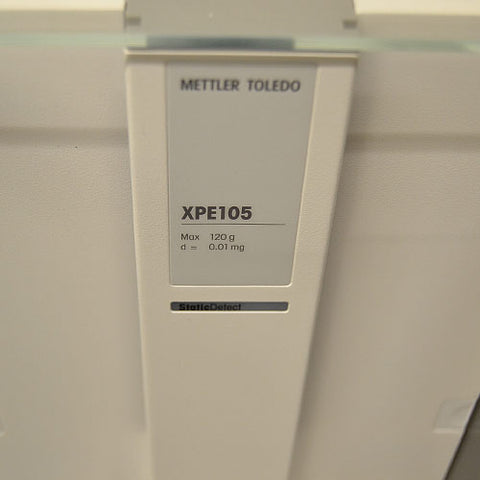 METTLER TOLEDO
XPE105
Max 120 g
d = 0.01 mg
StaticDetect